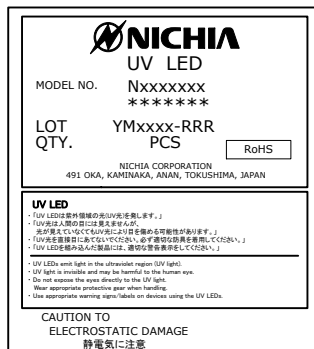 NICHIA
UV LED
MODEL NO. Nxxxxxxx
*******
LOT YMxxxx-RRR
QTY. PCS
RoHS
NICHIA CORPORATION
491 OKA, KAMINAKA, ANAN, TOKUSHIMA, JAPAN
UV LED
・「UV LEDは紫外領域の光(UV光)を発します。」
・「UV光は人間の目には見えませんが、
光が見えていなくてもUV光により目を傷める可能性があります。」
・「UV光を直接目にあてないでください。必ず適切な防具を着用してください。」
・「UV LEDを組み込んだ製品には、適切な警告表示をしてください。」
・ UV LEDs emit light in the ultraviolet region (UV light).
・ UV light is invisible and may be harmful to the human eye.
・ Do not expose the eyes directly to the UV light.
Wear appropriate protective gear when handling.
・ Use appropriate warning signs/labels on devices using the UV LEDs.
CAUTION TO
ELECTROSTATIC DAMAGE
静電気に注意